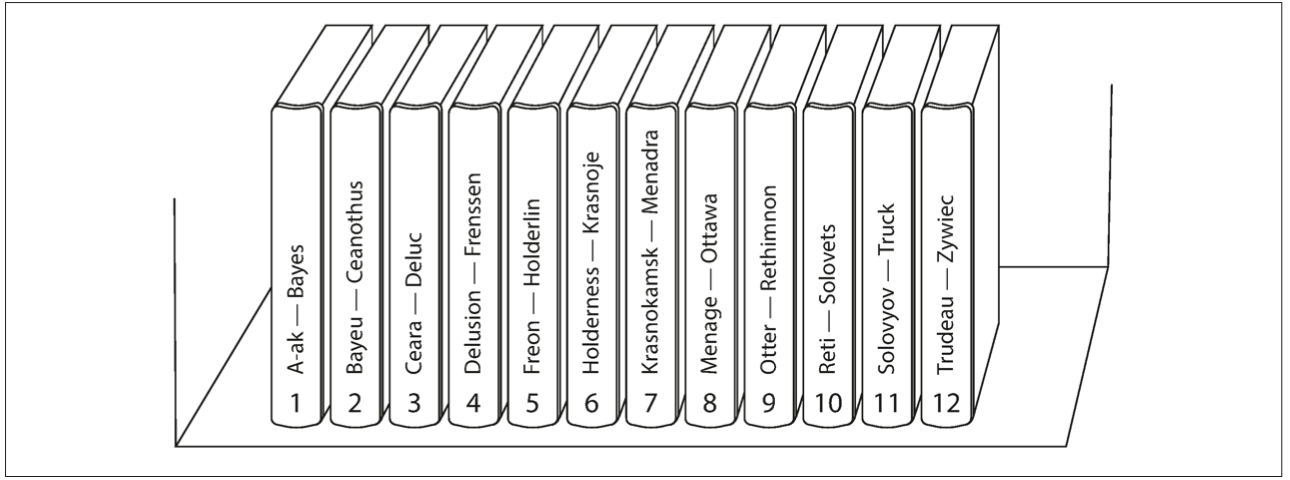 A-ak — Bayes
1
Bayeu — Ceanothus
2
Ceara — Deluc
3
Delusion — Frenssen
4
Freon — Holderlin
5
Holderness — Krasnoje
6
Krasnokamsk — Menadra
7
Menage — Ottawa
8
Otter — Rethimnon
9
Reti — Solovets
10
Solovyov — Truck
11
Trudeau — Zywiec
12